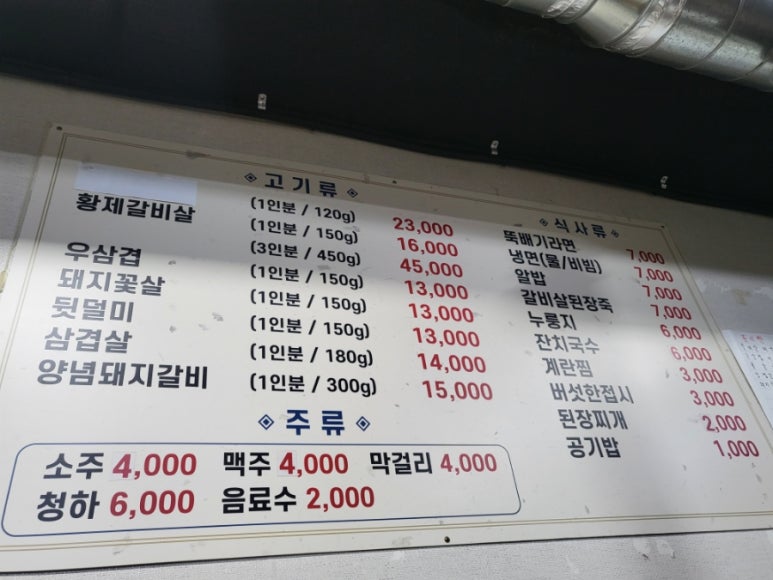 ◈ 고 기 류 ◈
(1인분 / 120g) 23,000
황제갈비살 (1인분 / 150g) 16,000
(3인분 / 450g) 45,000
우삼겹 (1인분 / 150g) 13,000
돼지꽃살 (1인분 / 150g) 13,000
뒷덜미 (1인분 / 150g) 13,000
삼겹살 (1인분 / 180g) 14,000
양념돼지갈비 (1인분 / 300g) 15,000
◈ 주 류 ◈
소주 4,000 맥주 4,000 막걸리 4,000
청하 6,000 음료수 2,000
◈ 식 사 류 ◈
뚝배기라면 7,000
냉면(물/비빔) 7,000
알밥 7,000
갈비살된장죽 7,000
누룽지 6,000
잔치국수 6,000
계란찜 3,000
버섯한접시 3,000
된장찌개 2,000
공기밥 1,000